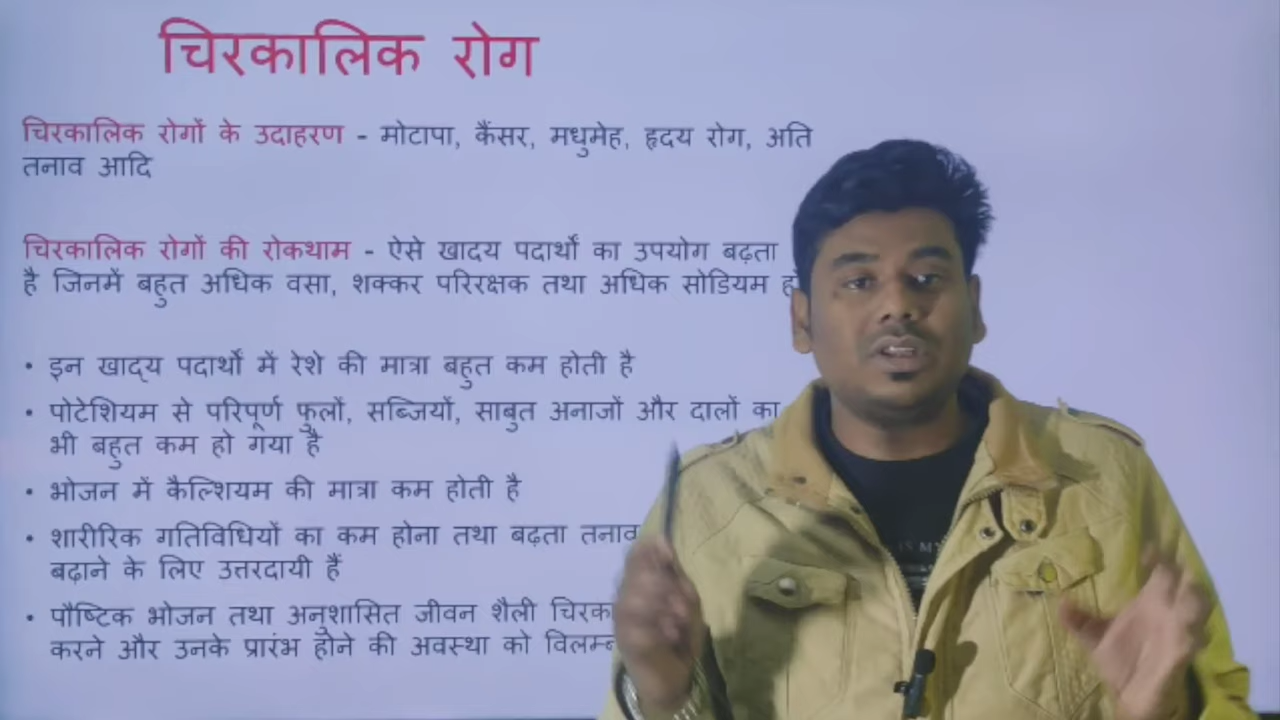 चिरकालिक रोग
चिरकालिक रोगों के उदाहरण - मोटापा, कैंसर, मधुमेह, हृदय रोग, अति
तनाव आदि
चिरकालिक रोगों की रोकथाम - ऐसे खादय पदार्थों का उपयोग बढ़ता
है जिनमें बहुत अधिक वसा, शक्कर परिरक्षक तथा अधिक सोडियम
• इन खाद्‌य पदार्थो में रेशे की मात्रा बहुत कम होती है
• पोटेशियम से परिपूर्ण फुलों, सब्जियों, साबुत अनाजों और दालों का
भी बहुत कम हो गया है
• भोजन में कैल्शियम की मात्रा कम होती है
• शारीरिक गतिविधियों का कम होना तथा बढ़ता तनाव
बढ़ाने के लिए उत्तरदायी हैं
• पौष्टिक भोजन तथा अनुशासित जीवन शैली
करने और उनके प्रारंभ होने की अवस्था को
IS MY